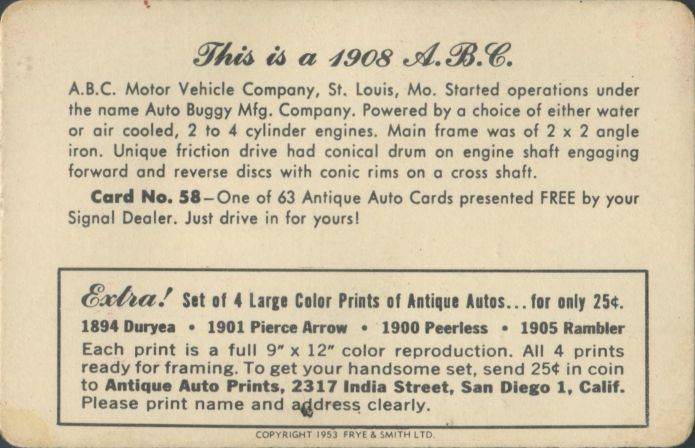 This is a 1908 A.B.C.
A.B.C. Motor Vehicle Company, St. Louis, Mo. Started operations under
the name Auto Buggy Mfg. Company. Powered by a choice of either water
or air cooled, 2 to 4 cylinder engines. Main frame was of 2 x 2 angle
iron. Unique friction drive had conical drum on engine shaft engaging
forward and reverse discs with conic rims on a cross shaft.
Card No. 58—One of 63 Antique Auto Cards presented FREE by your
Signal Dealer. Just drive in for yours!
Extra! Set of 4 Large Color Prints of Antique Autos...for only 25¢.
1894 Duryea • 1901 Pierce Arrow • 1900 Peerless • 1905 Rambler
Each print is a full 9" x 12" color reproduction. All 4 prints
ready for framing. To get your handsome set, send 25¢ in coin
to Antique Auto Prints, 2317 India Street, San Diego 1, Calif.
Please print name and address clearly.
COPYRIGHT 1953 FRYE & SMITH LTD.